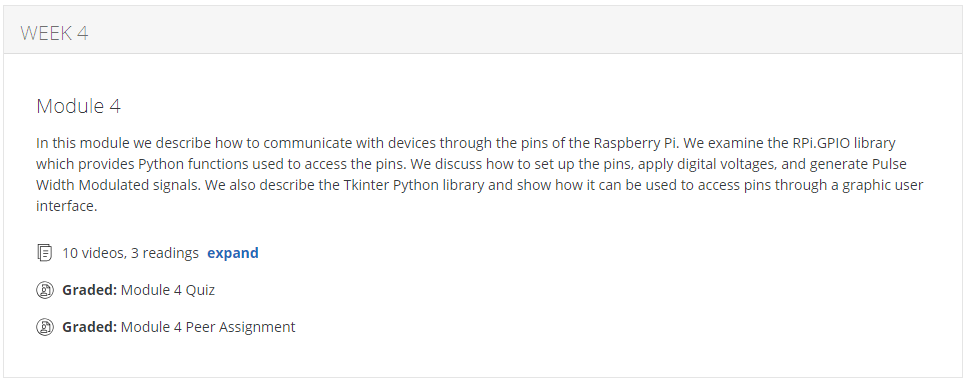 WEEK 4
Module 4
In this module we describe how to communicate with devices through the pins of the Raspberry Pi. We examine the RPi.GPIO library
which provides Python functions used to access the pins. We discuss how to set up the pins, apply digital voltages, and generate Pulse
Width Modulated signals. We also describe the Tkinter Python library and show how it can be used to access pins through a graphic user
interface.
10 videos, 3 readings expand
Graded: Module 4 Quiz
Graded: Module 4 Peer Assignment